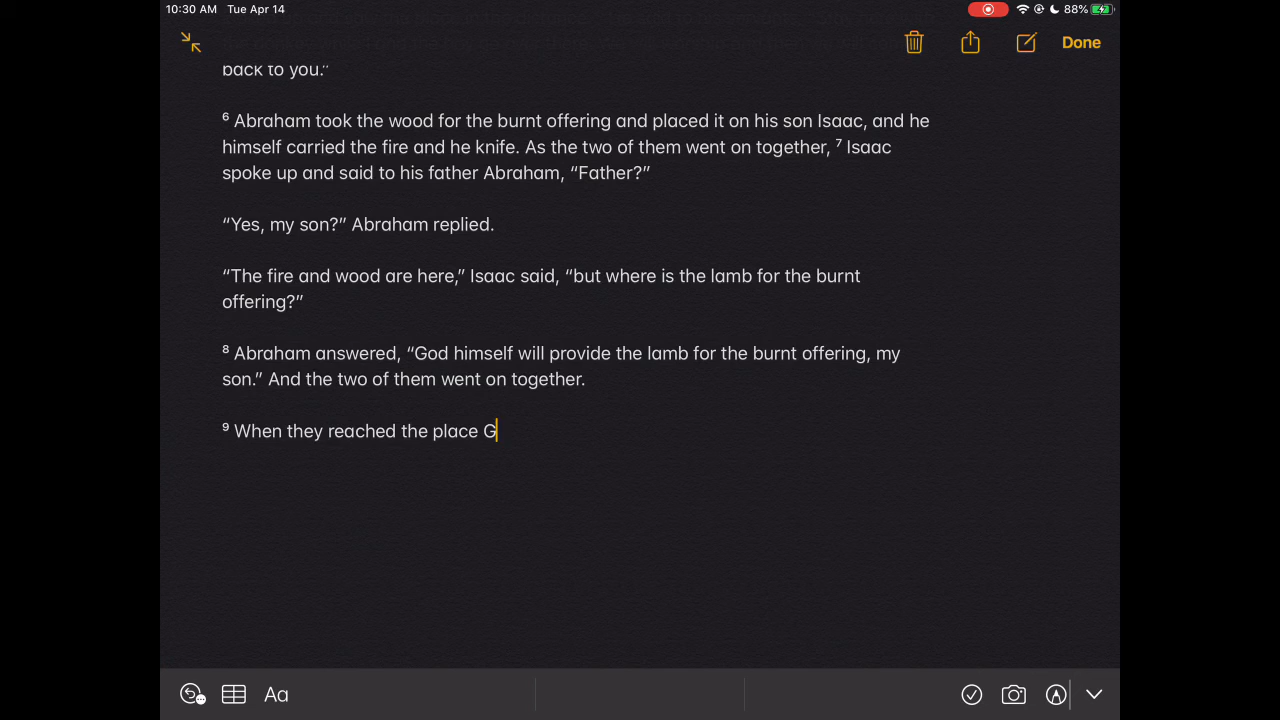 10:30 AM Tue Apr 14
88%
Done
back to you.”
6 Abraham took the wood for the burnt offering and placed it on his son Isaac, and he
himself carried the fire and he knife. As the two of them went on together, 7 Isaac
spoke up and said to his father Abraham, “Father?”
“Yes, my son?” Abraham replied.
“The fire and wood are here,” Isaac said, “but where is the lamb for the burnt
offering?”
8 Abraham answered, “God himself will provide the lamb for the burnt offering, my
son.” And the two of them went on together.
9 When they reached the place G
Aa